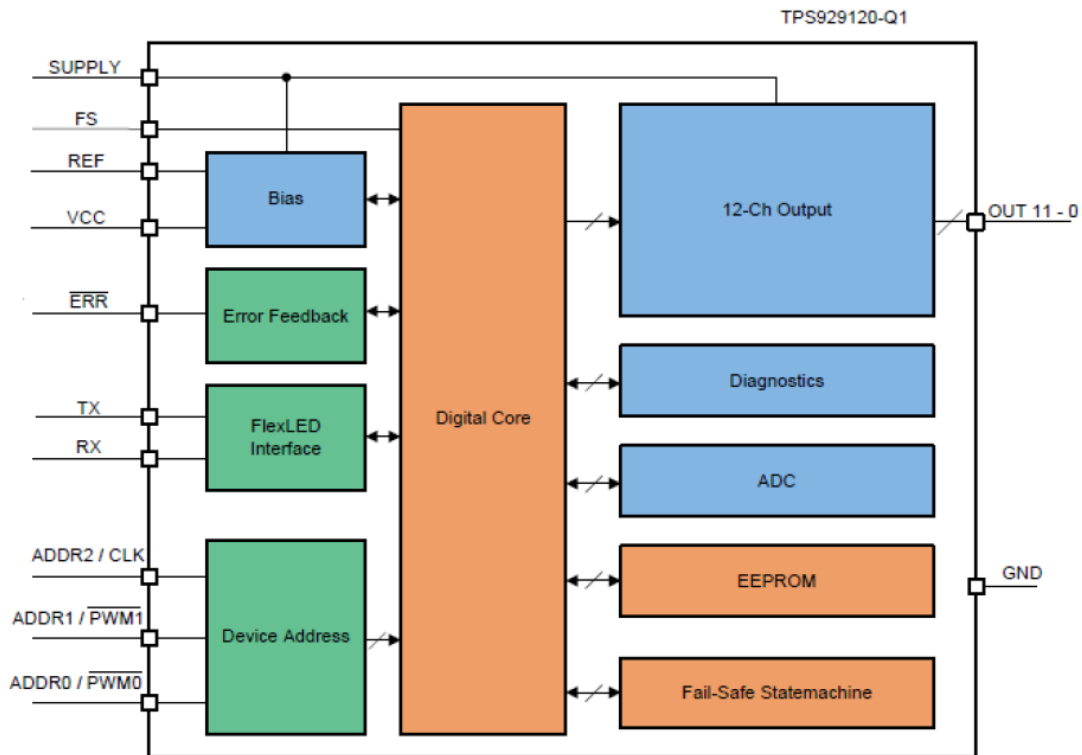 TPS929120-Q1
SUPPLY
FS
REF
VCC
ERR
TX
RX
ADDR2 / CLK
ADDR1 / PWM1
ADDR0 / PWM0
Bias
Error Feedback
FlexLED
Interface
Device Address
Digital Core
12-Ch Output
Diagnostics
ADC
EEPROM
Fail-Safe Statemachine
OUT 11 - 0
GND